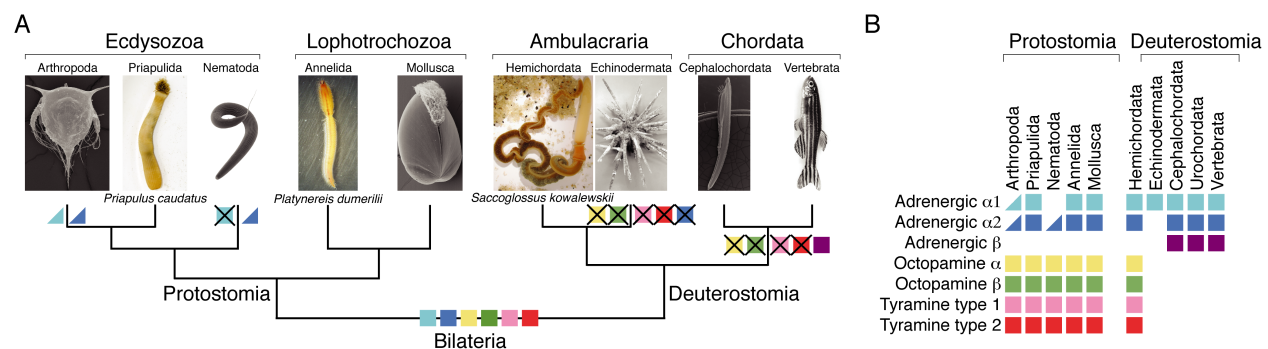 A
Ecdysozoa
Lophotrochozoa
Ambulacraria
Chordata
Arthropoda
Priapulida
Nematoda
Annelida
Mollusca
Hemichordata
Echinodermata
Cephalochordata
Vertebrata
Priapulus caudatus
Platynereis dumerilii
Saccoglossus kowalewskii
Protostomia
Deuterostomia
Bilateria
B
Protostomia
Deuterostomia
Arthropoda
Priapulida
Nematoda
Annelida
Mollusca
Hemichordata
Echinodermata
Cephalochordata
Urochordata
Vertebrata
Adrenergic α1
Adrenergic α2
Adrenergic β
Octopamine α
Octopamine β
Tyramine type 1
Tyramine type 2